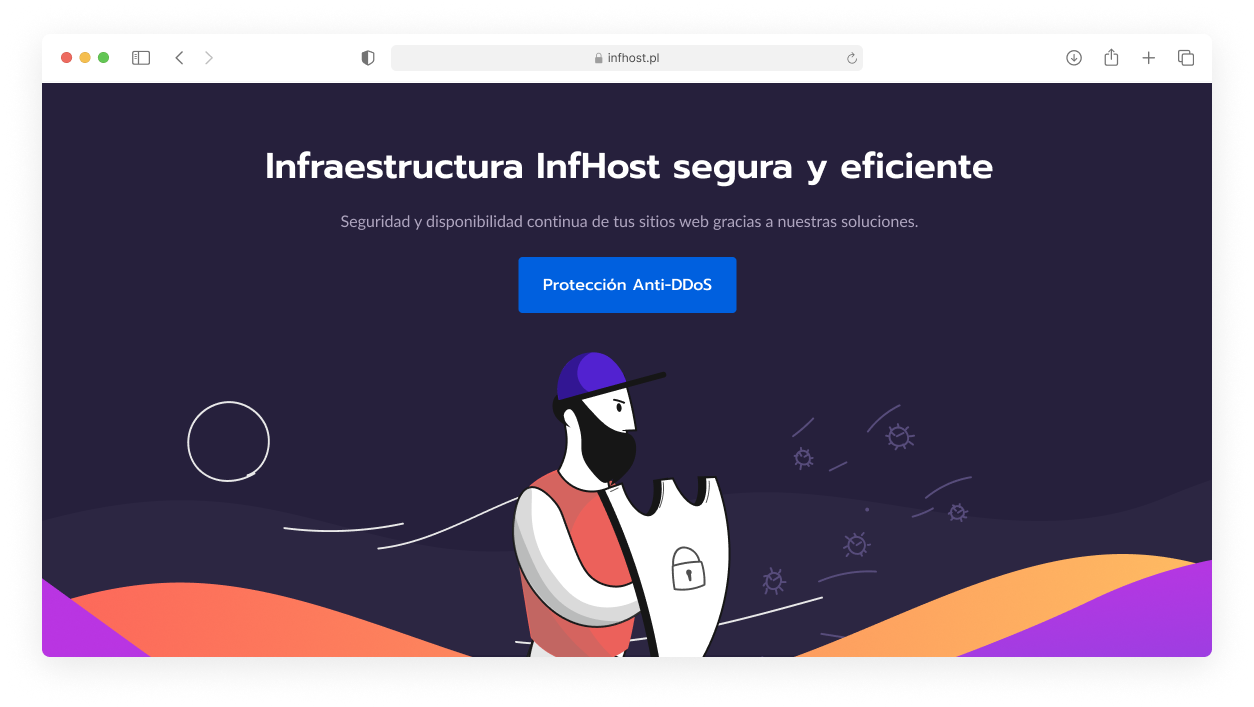 infhost.pl
Infraestructura InfHost segura y eficiente
Seguridad y disponibilidad continua de tus sitios web gracias a nuestras soluciones.
Protección Anti-DDoS